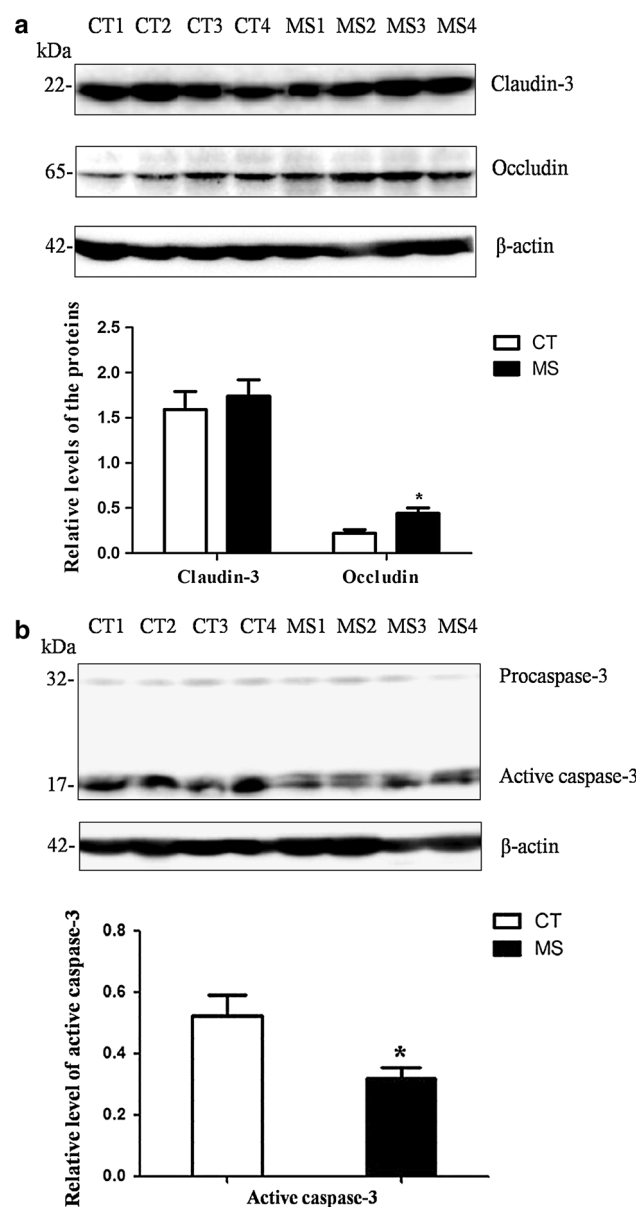 a
CT1 CT2 CT3 CT4 MS1 MS2 MS3 MS4
kDa
22- Claudin-3
65- Occludin
42- β-actin
Relative levels of the proteins
2.5
2.0
1.5
1.0
0.5
0.0
CT
MS
*
Claudin-3 Occludin
b
CT1 CT2 CT3 CT4 MS1 MS2 MS3 MS4
kDa
32- Procaspase-3
17- Active caspase-3
42- β-actin
Relative level of active caspase-3
0.8
0.6
0.4
0.2
0.0
CT
MS
*
Active caspase-3